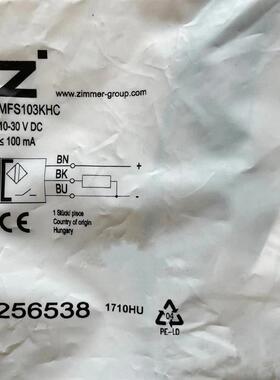 Z
www.zimmer-group.com
MFS103KHC
10-30 V DC
≤ 100 mA
BN
+
BK
BU
-
CE
1 Stück/ piece
Country of origin
Hungary
256538
1710HU
04
PE-LD